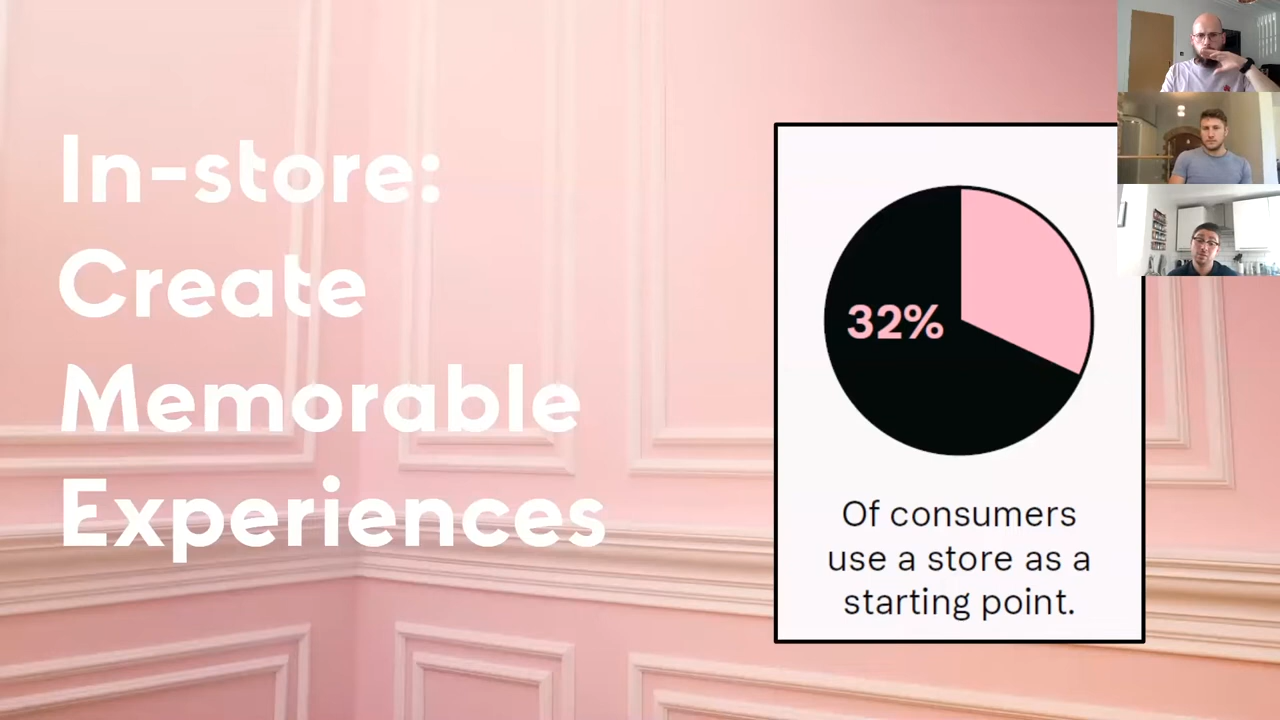 In-store:
Create
Memorable
Experiences
32%
Of consumers
use a store as a
starting point.